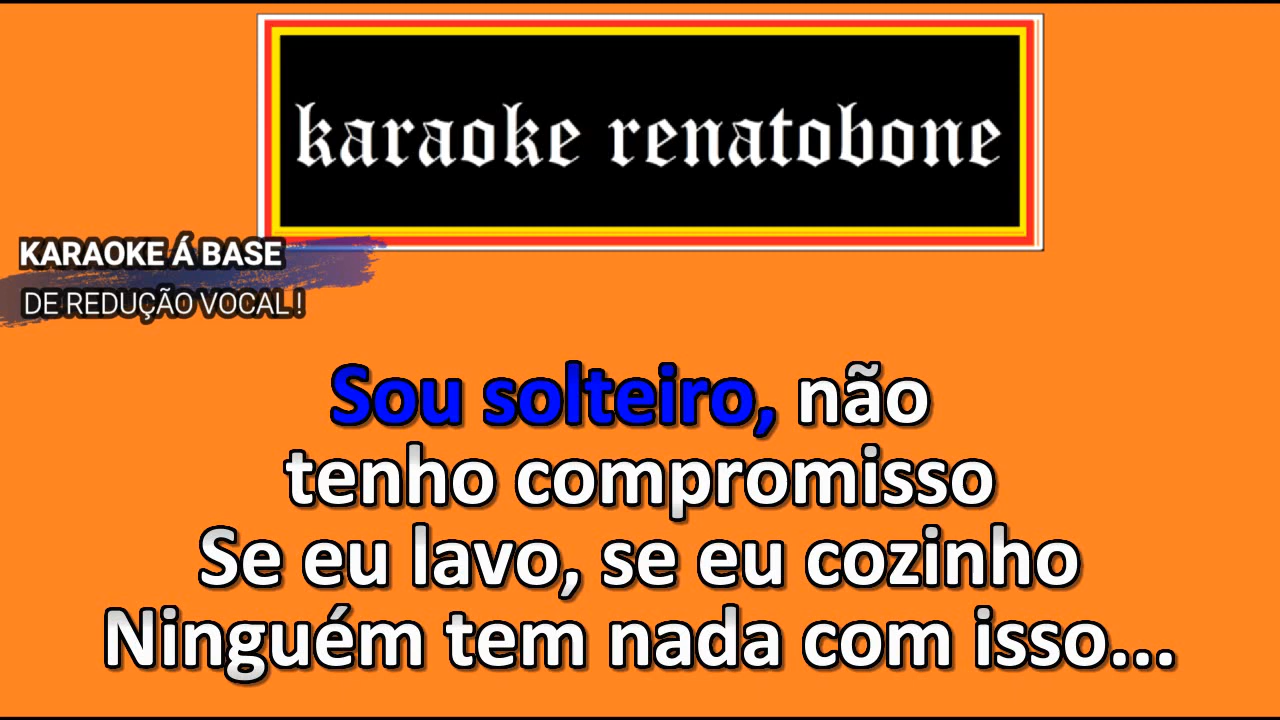 karaoke renatobone
KARAOKE Á BASE
DE REDUÇÃO VOCAL !
Sou solteiro, não
tenho compromisso
Se eu lavo, se eu cozinho
Ninguém tem nada com isso...